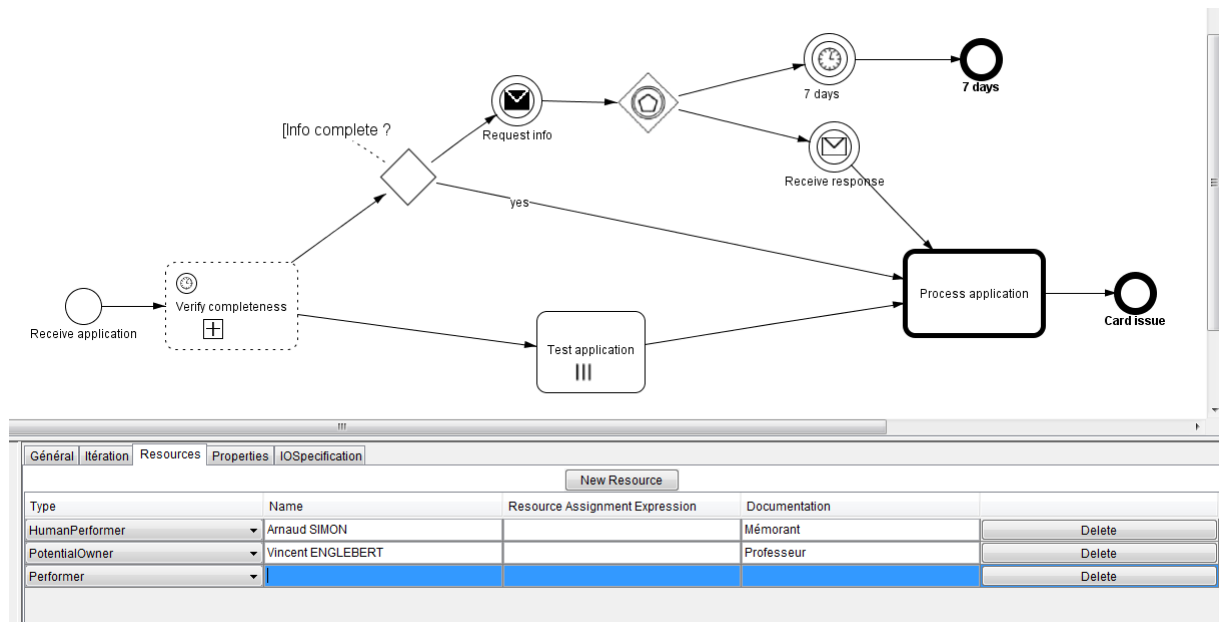 7 days
7 days
Request info
[Info complete ?
Receive response
yes
Verify completeness
Process application
Receive application
Card issue
Test application
Général Itération Resources Properties IOSpecification
New Resource
Type Name Resource Assignment Expression Documentation
HumanPerformer Arnaud SIMON Mémorant Delete
PotentialOwner Vincent ENGLEBERT Professeur Delete
Performer Delete